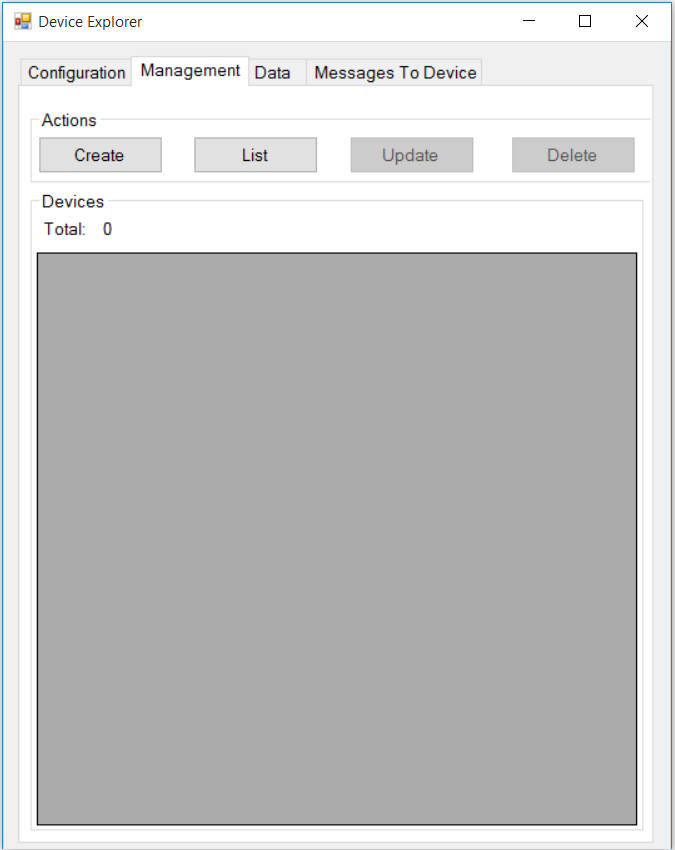 Device Explorer
Configuration Management Data Messages To Device
Actions
Create List Update Delete
Devices
Total: 0